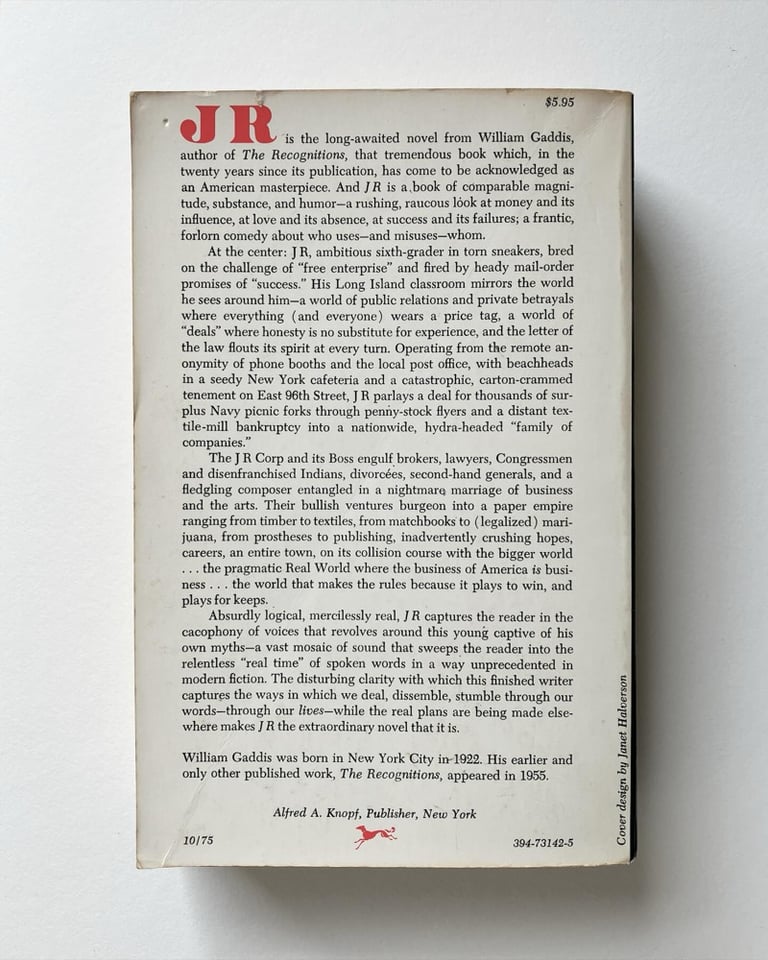 $5.95
J R is the long-awaited novel from William Gaddis,
author of The Recognitions, that tremendous book which, in the
twenty years since its publication, has come to be acknowledged as
an American masterpiece. And J R is a book of comparable magni-
tude, substance, and humor—a rushing, raucous look at money and its
influence, at love and its absence, at success and its failures; a frantic,
forlorn comedy about who uses—and misuses—whom.
At the center: J R, ambitious sixth-grader in torn sneakers, bred
on the challenge of "free enterprise" and fired by heady mail-order
promises of "success." His Long Island classroom mirrors the world
he sees around him—a world of public relations and private betrayals
where everything (and everyone) wears a price tag, a world of
"deals" where honesty is no substitute for experience, and the letter of
the law flouts its spirit at every turn. Operating from the remote an-
onymity of phone booths and the local post office, with beachheads
in a seedy New York cafeteria and a catastrophic, carton-crammed
tenement on East 96th Street, J R parlays a deal for thousands of sur-
plus Navy picnic forks through penny-stock flyers and a distant tex-
tile-mill bankruptcy into a nationwide, hydra-headed "family of
companies."
The J R Corp and its Boss engulf brokers, lawyers, Congressmen
and disenfranchised Indians, divorcées, second-hand generals, and a
fledgling composer entangled in a nightmare marriage of business
and the arts. Their bullish ventures burgeon into a paper empire
ranging from timber to textiles, from matchbooks to (legalized) mari-
juana, from prostheses to publishing, inadvertently crushing hopes,
careers, an entire town, on its collision course with the bigger world
. . . the pragmatic Real World where the business of America is busi-
ness . . . the world that makes the rules because it plays to win, and
plays for keeps.
Absurdly logical, mercilessly real, J R captures the reader in the
cacophony of voices that revolves around this young captive of his
own myths—a vast mosaic of sound that sweeps the reader into the
relentless "real time" of spoken words in a way unprecedented in
modern fiction. The disturbing clarity with which this finished writer
captures the ways in which we deal, dissemble, stumble through our
words—through our lives—while the real plans are being made else-
where makes J R the extraordinary novel that it is.
William Gaddis was born in New York City in 1922. His earlier and
only other published work, The Recognitions, appeared in 1955.
Alfred A. Knopf, Publisher, New York
10/75
394-73142-5
Cover design by Janet Halverson